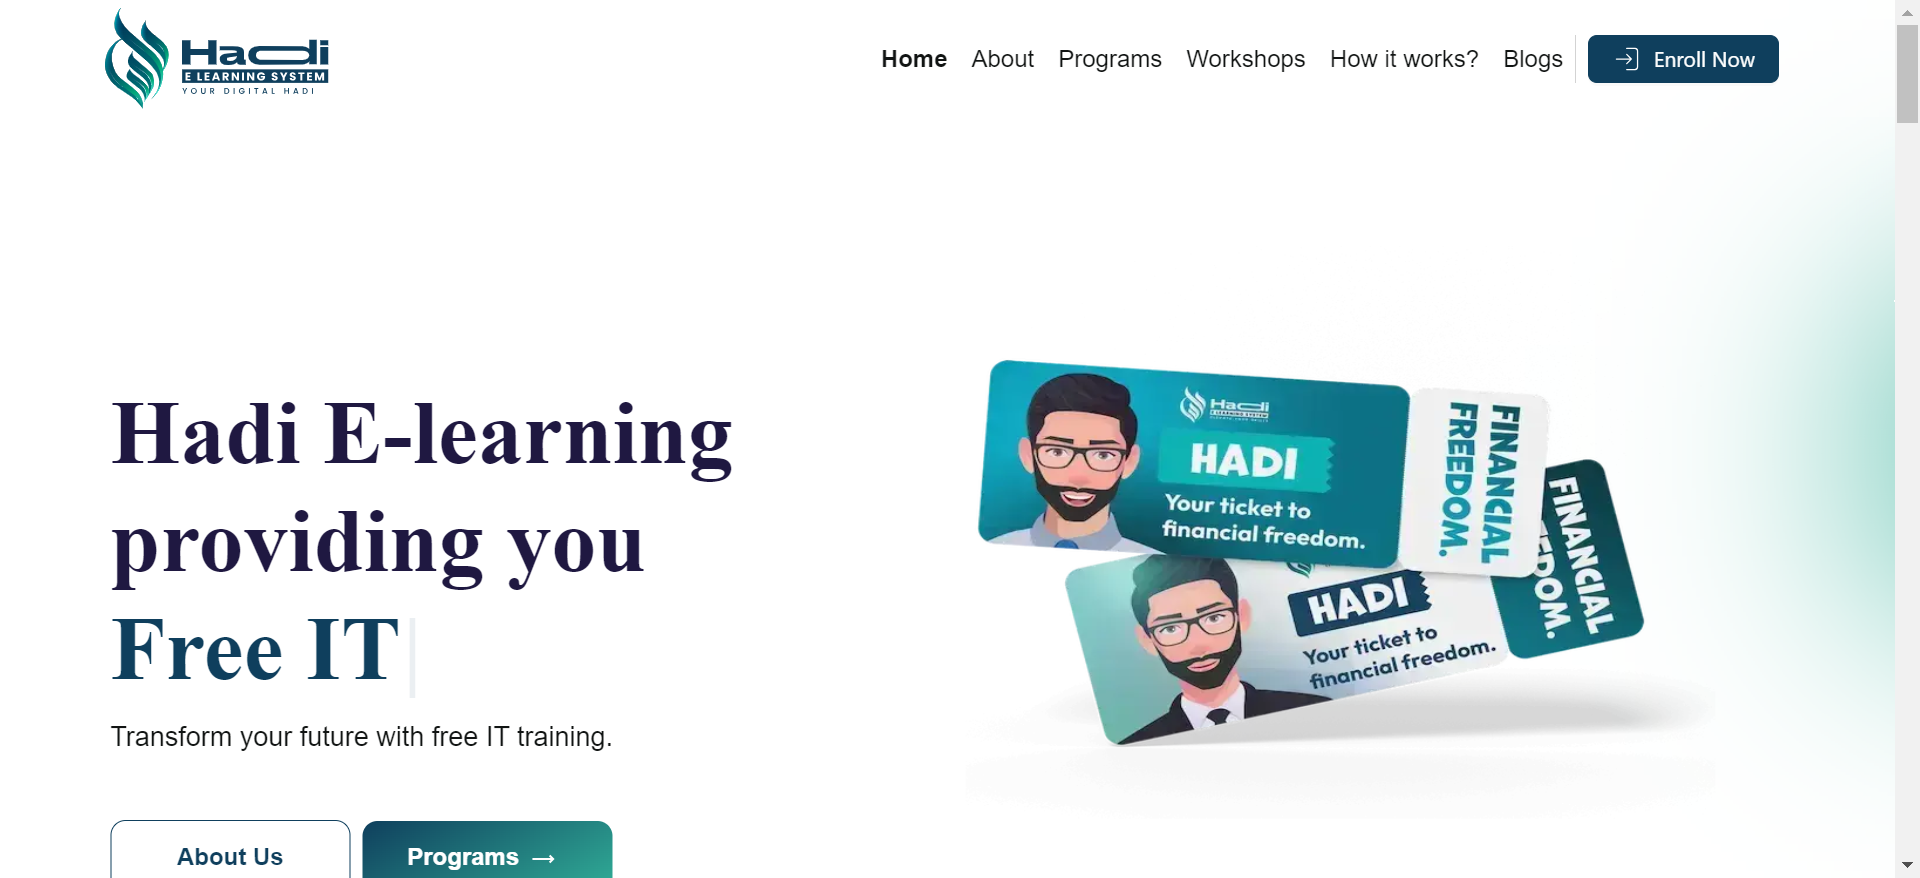 Hadi
E LEARNING SYSTEM
YOUR DIGITAL HADI
Home About Programs Workshops How it works? Blogs Enroll Now
Hadi E-learning
providing you
Free IT
Transform your future with free IT training.
About Us Programs →
Hadi
E LEARNING SYSTEM
HADI
Your ticket to
financial freedom.
FINANCIAL
FREEDOM.
HADI
Your ticket to
financial freedom.
FINANCIAL